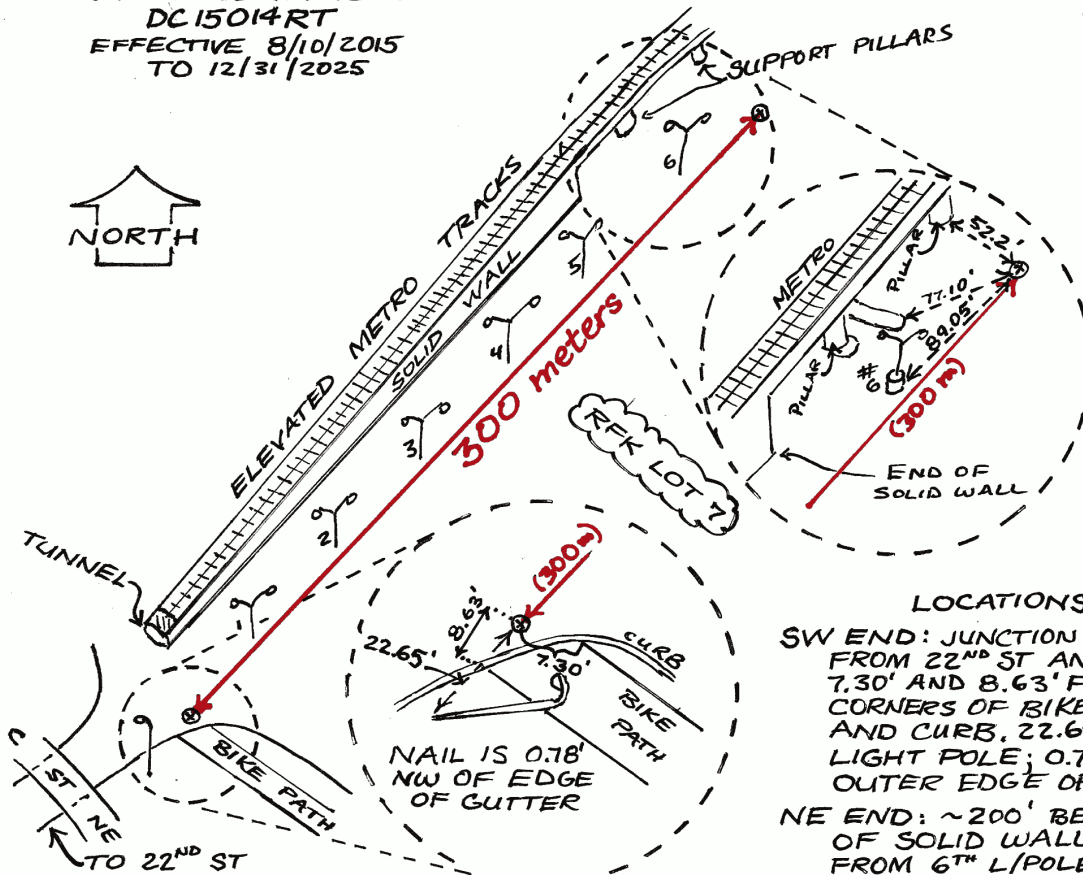 DC 15014 RT
EFFECTIVE 8/10/2015
TO 12/31/2025
NORTH
SUPPORT PILLARS
6
ELEVATED METRO TRACKS
SOLID WALL
5
4
3
2
300 meters
TUNNEL
RFK LOT 7
METRO
PILLAR
52.2'
77.10'
89.05'
PILLAR
#6
(300 m)
END OF
SOLID WALL
(300 m)
8.63'
22.65'
7.30'
CURB
BIKE
PATH
NAIL IS 0.78'
NW OF EDGE
OF GUTTER
BIKE PATH
C ST NE
TO 22ND ST
LOCATIONS
SW END: JUNCTION
FROM 22ND ST AN
7.30' AND 8.63' F
CORNERS OF BIKE
AND CURB, 22.6
LIGHT POLE; 0.7
OUTER EDGE OF
NE END: ~200' BE
OF SOLID WALL
FROM 6TH L/POLE